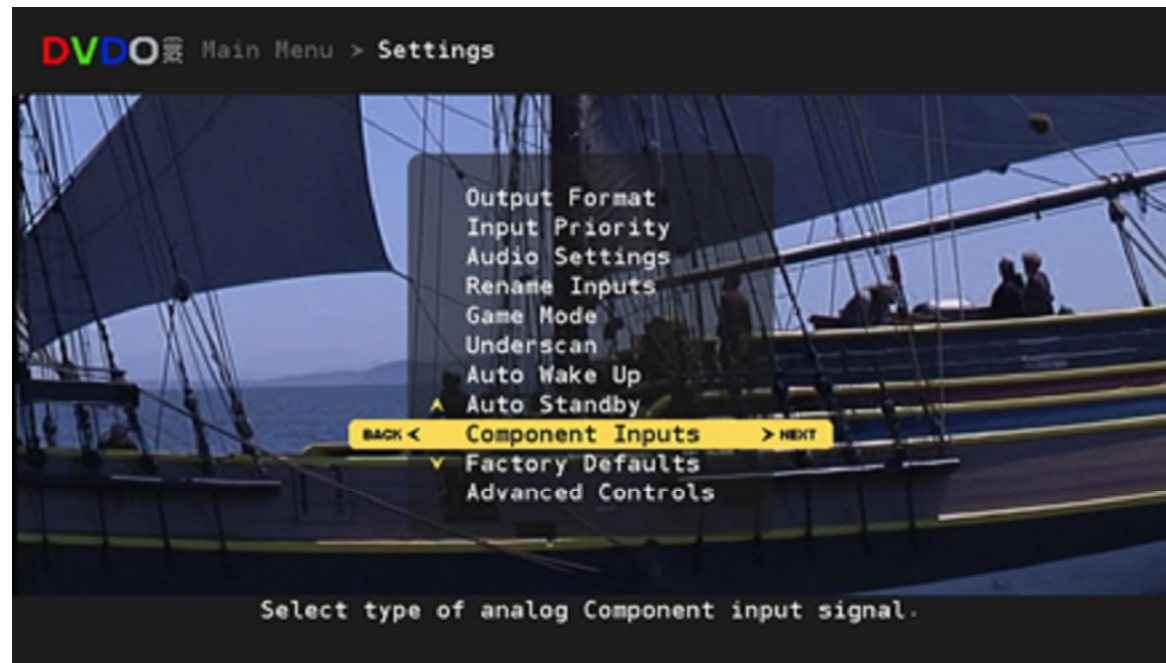 DVDO Main Menu > Settings
Output Format
Input Priority
Audio Settings
Rename Inputs
Game Mode
Underscan
Auto Wake Up
Auto Standby
BACK < Component Inputs > NEXT
Factory Defaults
Advanced Controls
Select type of analog Component input signal.